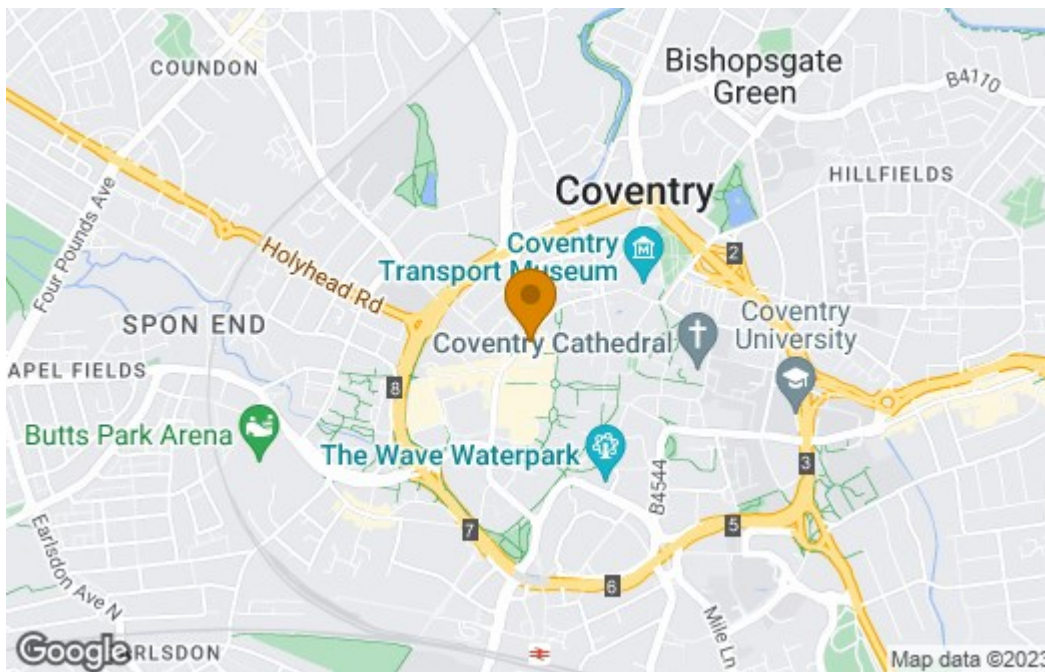 COUNDON
Bishopsgate
Green
B4110
HILLFIELDS
Coventry
Four Pounds Ave
Holyhead Rd
2
Coventry
Transport Museum
M
SPON END
Coventry Cathedral
Coventry
University
APEL FIELDS
8
Butts Park Arena
The Wave Waterpark
B4544
3
7
5
6
Earlsdon Ave N
Mile Ln
Google
EARLSDON
Map data ©2023